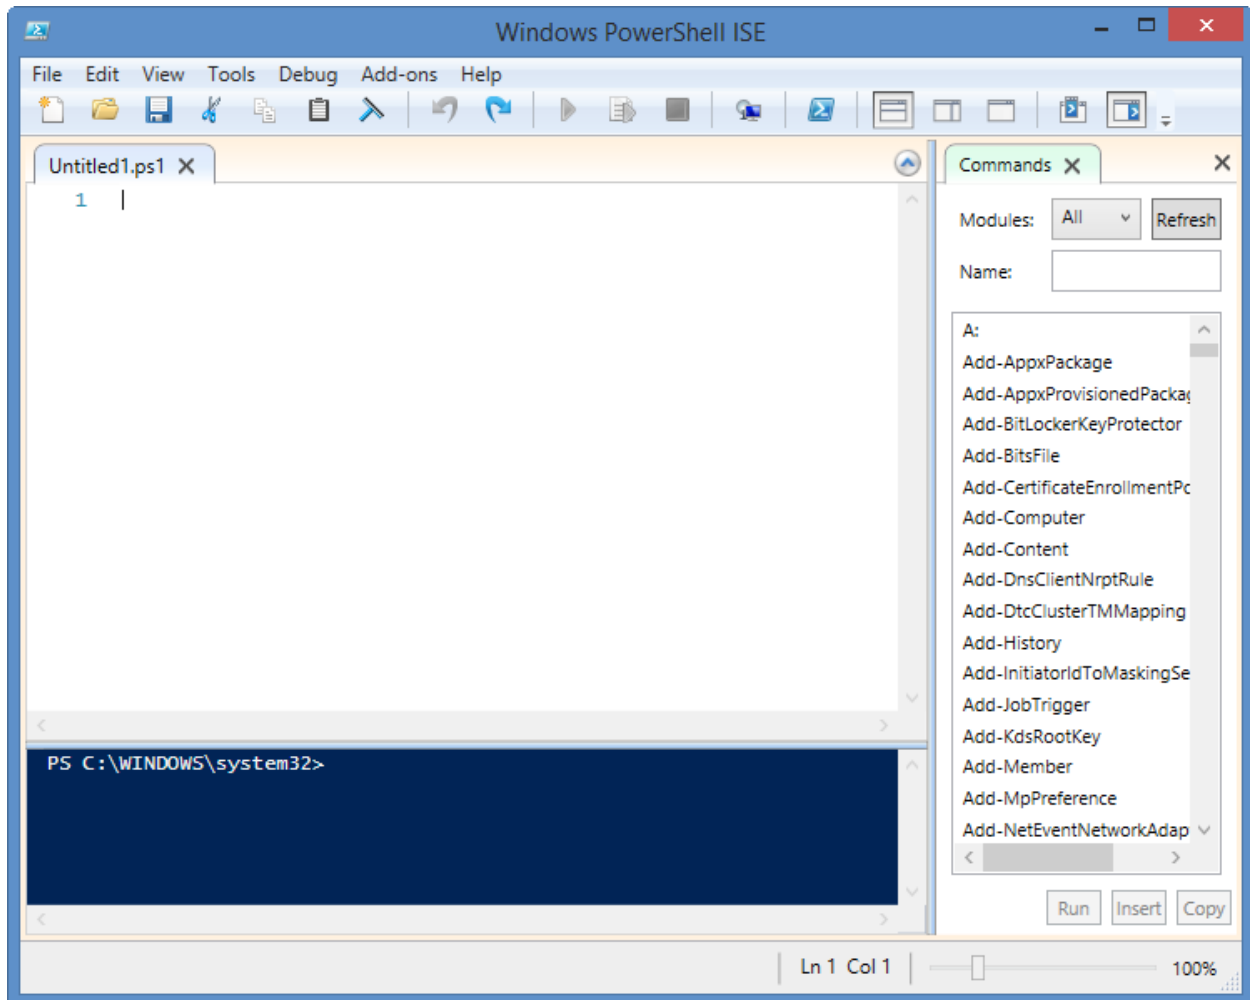 Windows PowerShell ISE
File Edit View Tools Debug Add-ons Help
Untitled1.ps1
1
PS C:\WINDOWS\system32>
Commands
Modules: All Refresh
Name:
A:
Add-AppxPackage
Add-AppxProvisionedPackag
Add-BitLockerKeyProtector
Add-BitsFile
Add-CertificateEnrollmentPo
Add-Computer
Add-Content
Add-DnsClientNrptRule
Add-DtcClusterTMMapping
Add-History
Add-InitiatorIdToMaskingSe
Add-JobTrigger
Add-KdsRootKey
Add-Member
Add-MpPreference
Add-NetEventNetworkAdap
Run Insert Copy
Ln 1 Col 1 100%